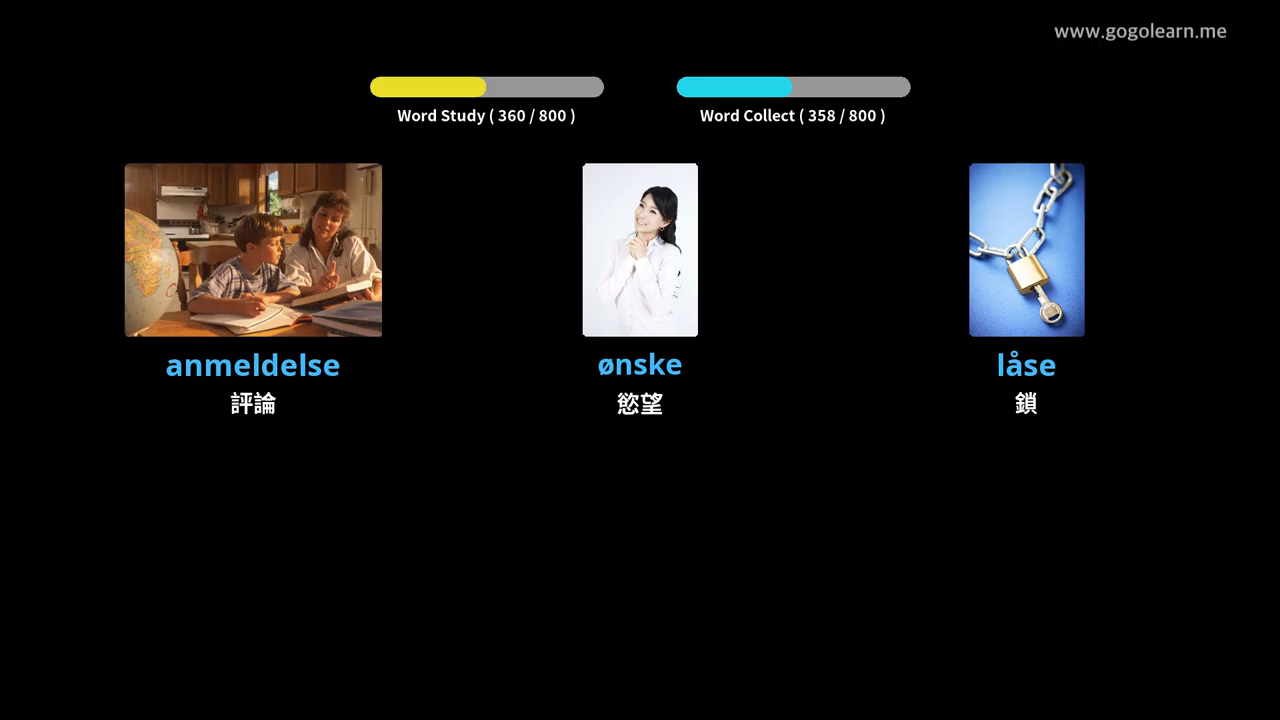 www.gogolearn.me
Word Study ( 360 / 800 )
Word Collect ( 358 / 800 )
anmeldelse
評論
ønske
慾望
låse
鎖